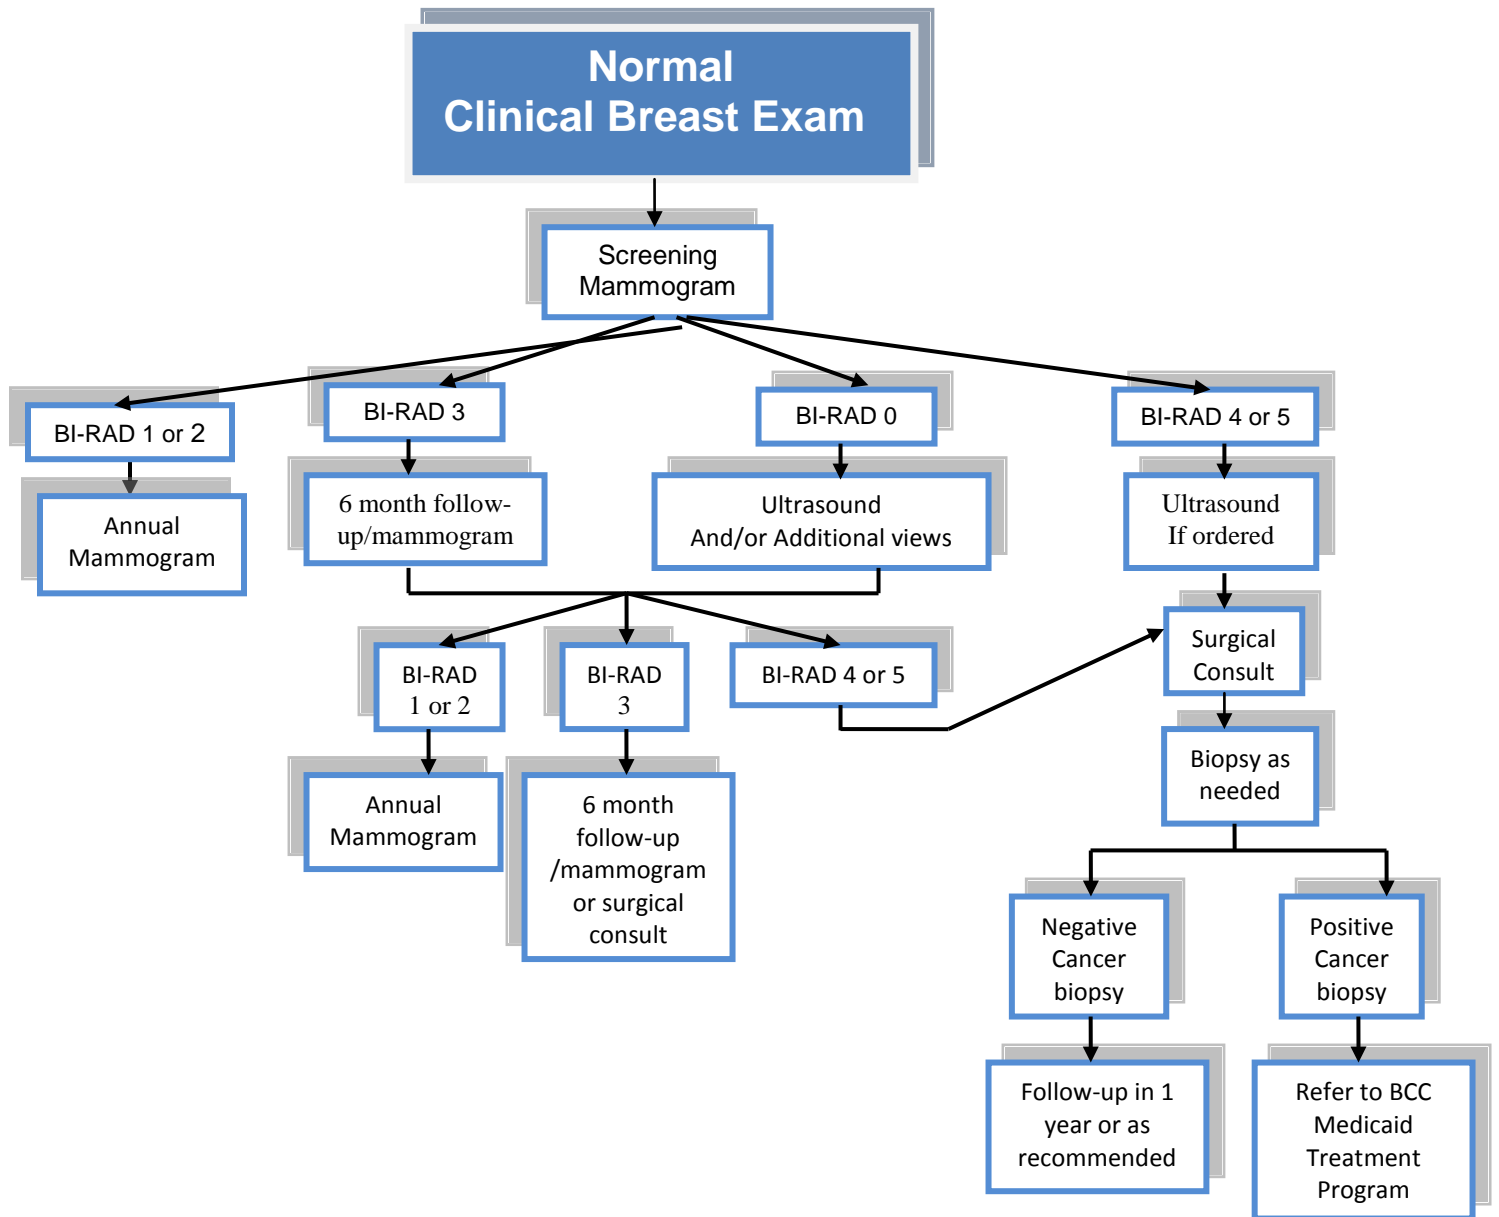 Normal
Clinical Breast Exam
Screening
Mammogram
BI-RAD 1 or 2
BI-RAD 3
BI-RAD 0
BI-RAD 4 or 5
Annual
Mammogram
6 month follow-
up/mammogram
Ultrasound
And/or Additional views
Ultrasound
If ordered
BI-RAD
1 or 2
BI-RAD
3
BI-RAD 4 or 5
Surgical
Consult
Annual
Mammogram
6 month
follow-up
/mammogram
or surgical
consult
Biopsy as
needed
Negative
Cancer
biopsy
Positive
Cancer
biopsy
Follow-up in 1
year or as
recommended
Refer to BCC
Medicaid
Treatment
Program